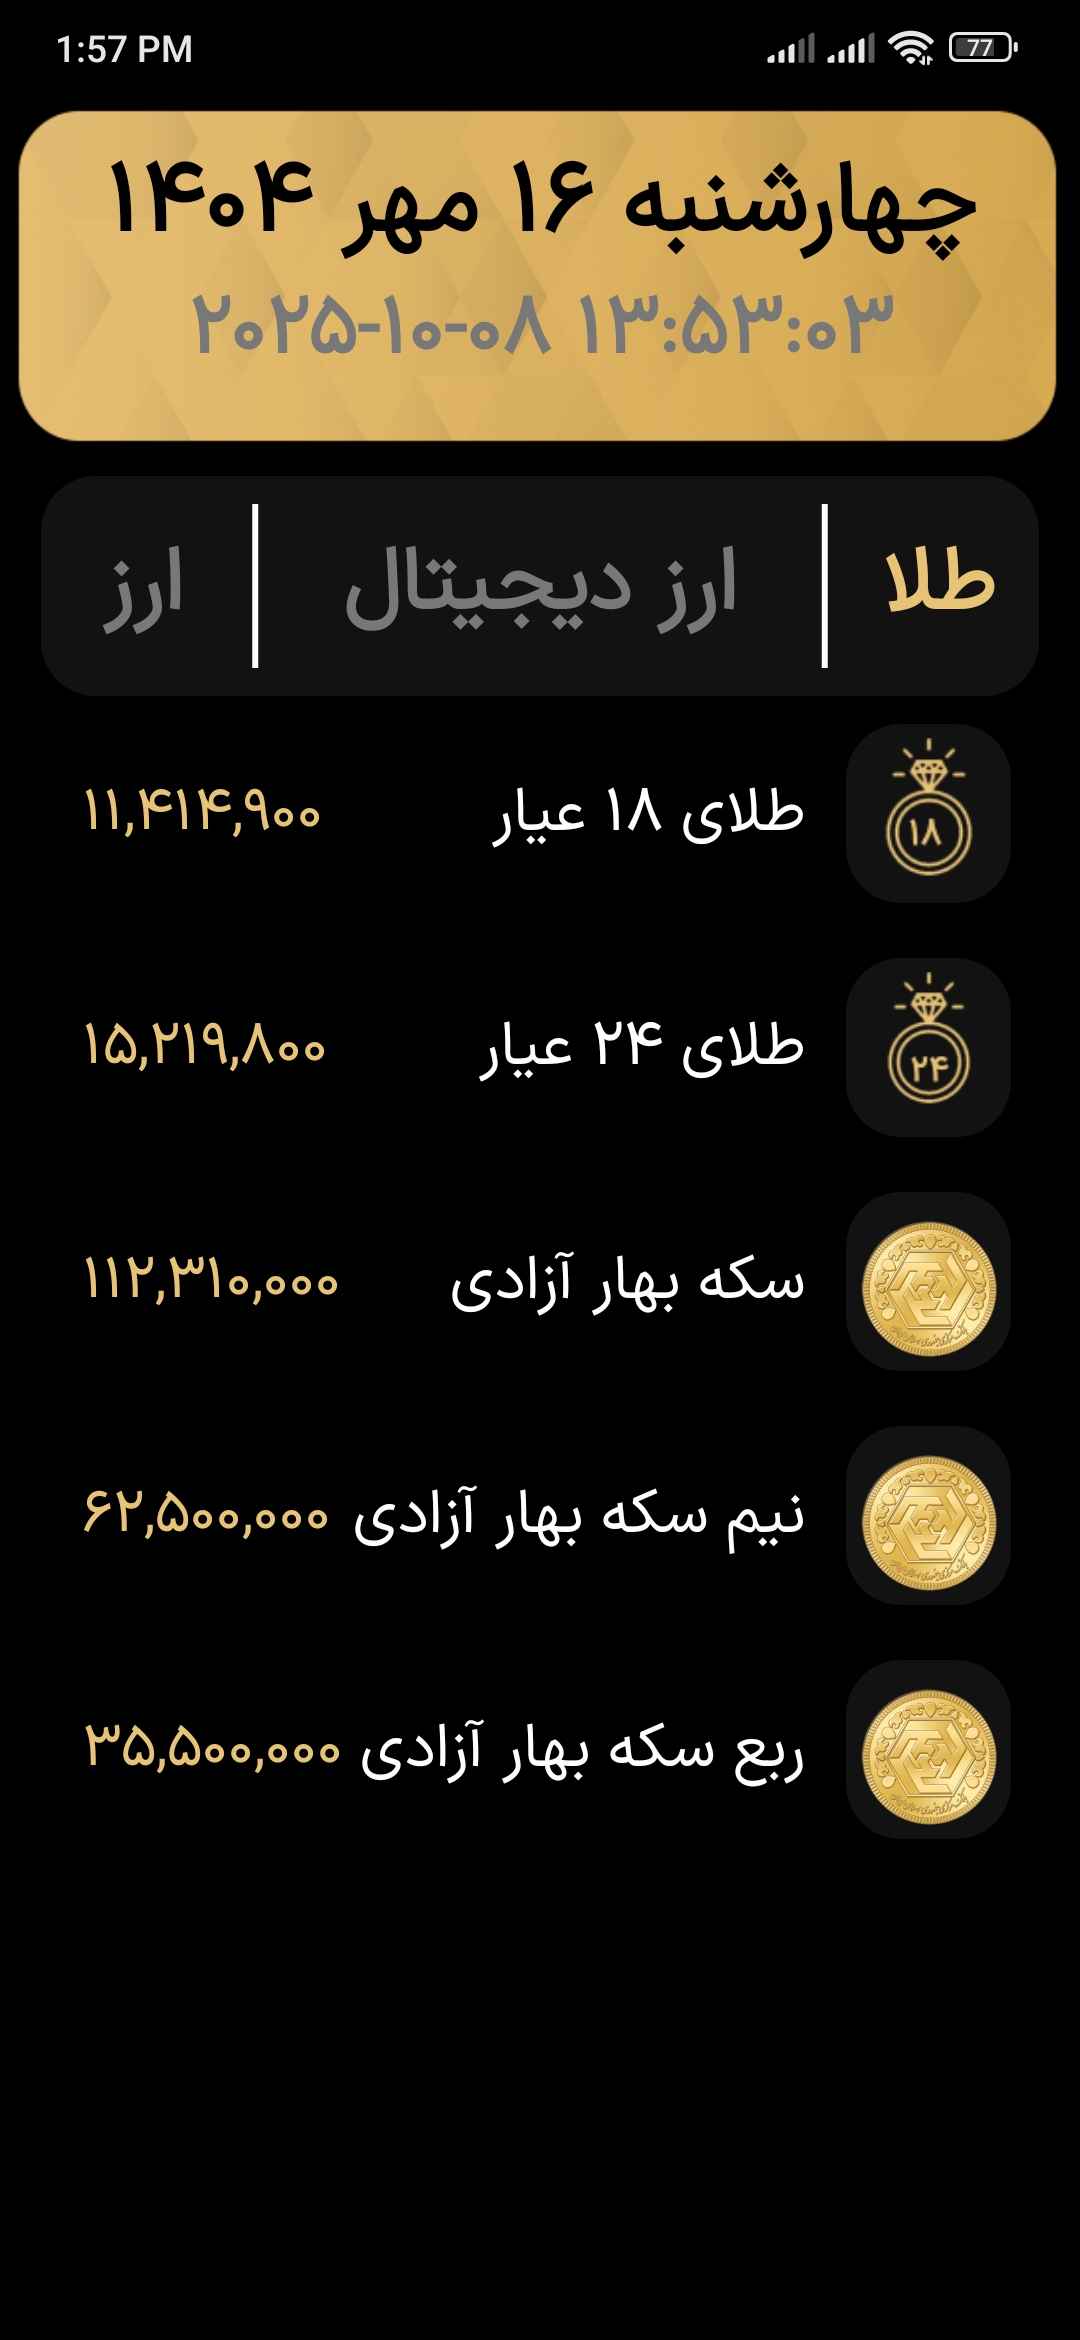 1:57 PM 77
چهارشنبه ۱۶ مهر ۱۴۰۴
۲۰۲۵-۱۰-۰۸ ۱۳:۵۳:۰۳
طلا ارز دیجیتال ارز
۱۸ طلای ۱۸ عیار ۱۱,۴۱۴,۹۰۰
۲۴ طلای ۲۴ عیار ۱۵,۲۱۹,۸۰۰
سکه بهار آزادی ۱۱۲,۳۱۰,۰۰۰
نیم سکه بهار آزادی ۶۲,۵۰۰,۰۰۰
ربع سکه بهار آزادی ۳۵,۵۰۰,۰۰۰